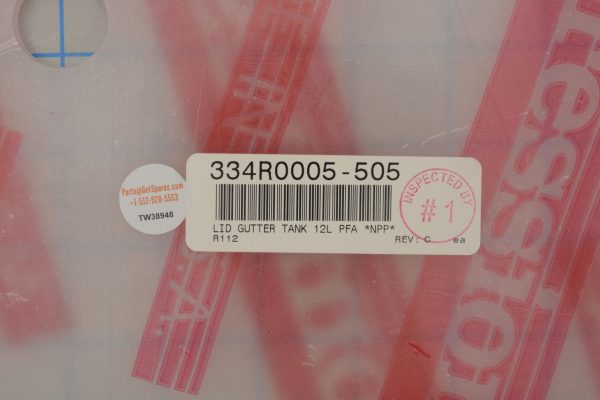 334R0005-505
Parts@GetSpares.com
+1-512-928-5553
TW38948
INSPECTED BY
#1
LID GUTTER TANK 12L PFA *NPP*
R112 REV: C ea